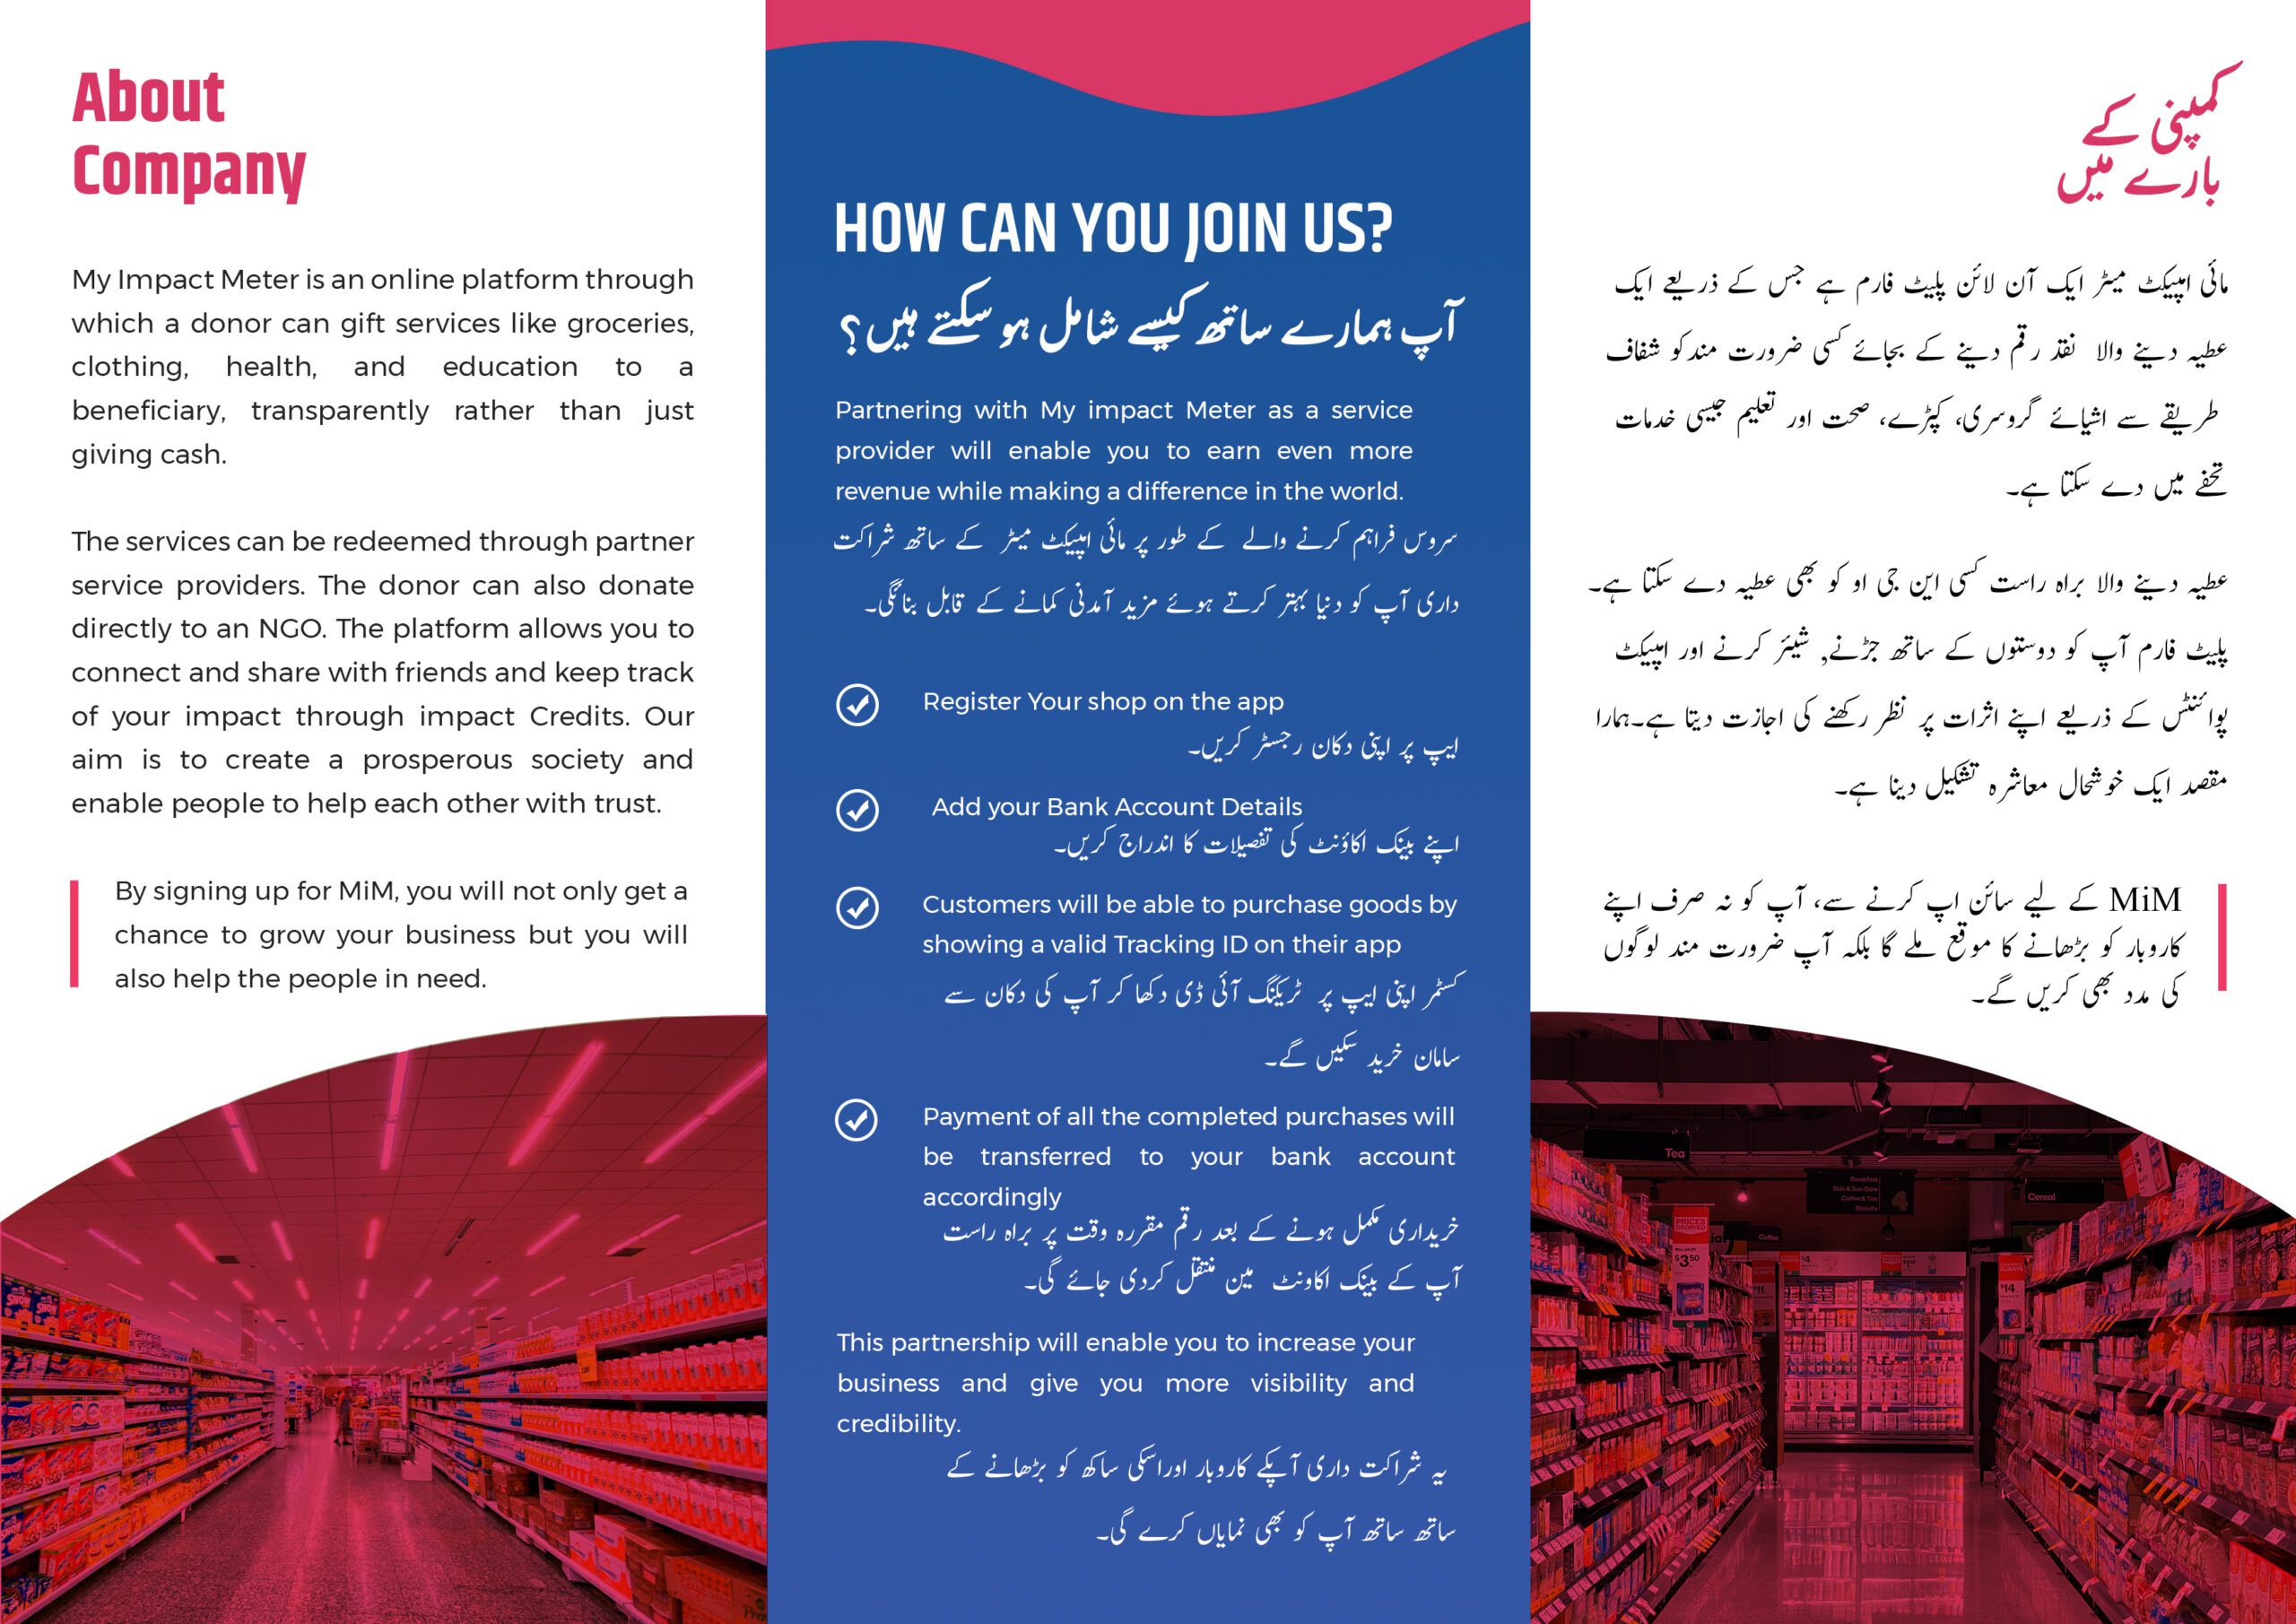 About
Company
My Impact Meter is an online platform through
which a donor can gift services like groceries,
clothing, health, and education to a
beneficiary, transparently rather than just
giving cash.
The services can be redeemed through partner
service providers. The donor can also donate
directly to an NGO. The platform allows you to
connect and share with friends and keep track
of your impact through impact Credits. Our
aim is to create a prosperous society and
enable people to help each other with trust.
By signing up for MiM, you will not only get a
chance to grow your business but you will
also help the people in need.
HOW CAN YOU JOIN US?
آپ ہمارے ساتھ کیسے شامل ہو سکتے ہیں؟
Partnering with My impact Meter as a service
provider will enable you to earn even more
revenue while making a difference in the world.
سروس فراہم کرنے والے کے طور پر مائی امپیکٹ میٹر کے ساتھ شراکت
داری آپ کو دنیا بہتر کرتے ہوئے مزید آمدنی کمانے کے قابل بنائگی۔
Register Your shop on the app
ایپ پر اپنی دکان رجسٹر کریں۔
Add your Bank Account Details
اپنے بینک اکاؤنٹ کی تفصیلات کا اندراج کریں۔
Customers will be able to purchase goods by
showing a valid Tracking ID on their app
کسٹمر اپنی ایپ پر ٹریکنگ آئی ڈی دکھا کر آپ کی دکان سے
سامان خرید سکیں گے۔
Payment of all the completed purchases will
be transferred to your bank account
accordingly
خریداری مکمل ہونے کے بعد رقم مقررہ وقت پر براہ راست
آپ کے بینک اکاونٹ مین منتقل کردی جائے گی۔
This partnership will enable you to increase your
business and give you more visibility and
credibility.
یہ شراکت داری آپکے کاروبار اوراسکی ساکھ کو بڑھانے کے
ساتھ ساتھ آپ کو بھی نمایاں کرے گی۔
کمپنی کے
بارے میں
مائی امپیکٹ میٹر ایک آن لائن پلیٹ فارم ہے جس کے ذریعے ایک
عطیہ دینے والا نقد رقم دینے کے بجائے کسی ضرورت مند کو شفاف
طریقے سے اشیائے گروسری، کپڑے، صحت اور تعلیم جیسی خدمات
تحفے میں دے سکتا ہے۔
عطیہ دینے والا براہ راست کسی این جی او کو بھی عطیہ دے سکتا ہے۔
پلیٹ فارم آپ کو دوستوں کے ساتھ جڑنے, شیئر کرنے اور امپیکٹ
پوائنٹس کے ذریعے اپنے اثرات پر نظر رکھنے کی اجازت دیتا ہے۔ہمارا
مقصد ایک خوشحال معاشرہ تشکیل دینا ہے۔
MiM کے لیے سائن اپ کرنے سے، آپ کو نہ صرف اپنے
کاروبار کو بڑھانے کا موقع ملے گا بلکہ آپ ضرورت مند لوگوں
کی مدد بھی کریں گے۔
Tea
Breakfast
Skin & Sun Care
Coffee & Tea
Biscuits
4
Cereal
Coffee
PRICES
DROPPED
$3.50
$14
SNOW
SNOW